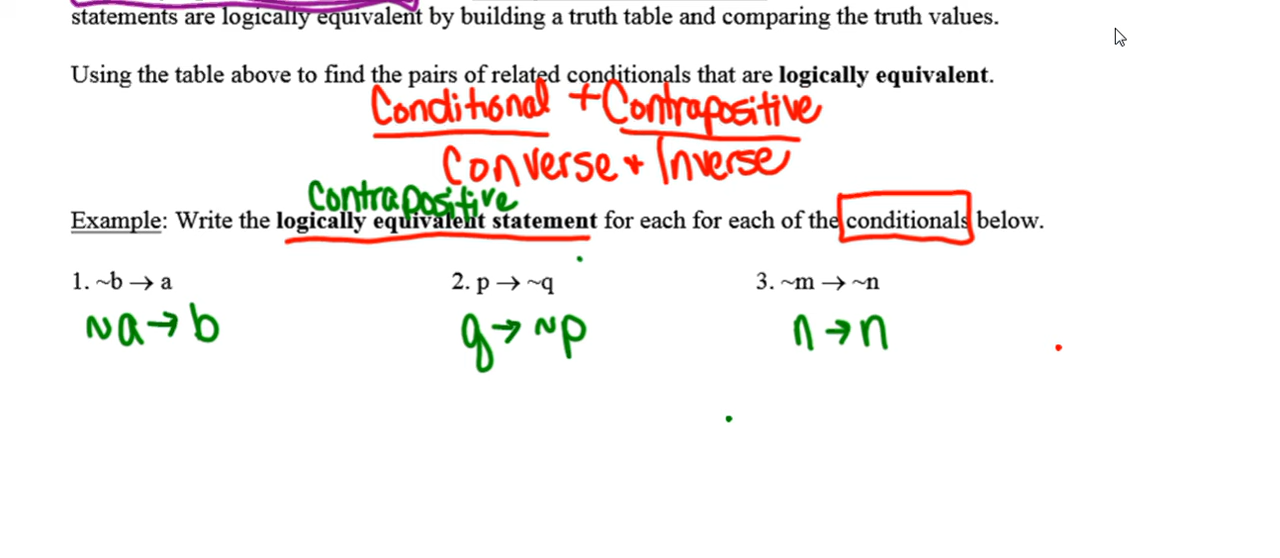 statements are logically equivalent by building a truth table and comparing the truth values.
Using the table above to find the pairs of related conditionals that are logically equivalent.
Conditional + Contrapositive
Converse + Inverse
Contrapositive
Example: Write the logically equivalent statement for each for each of the conditionals below.
1. ~b → a 2. p → ~q 3. ~m → ~n
~a → b q → ~p n → n